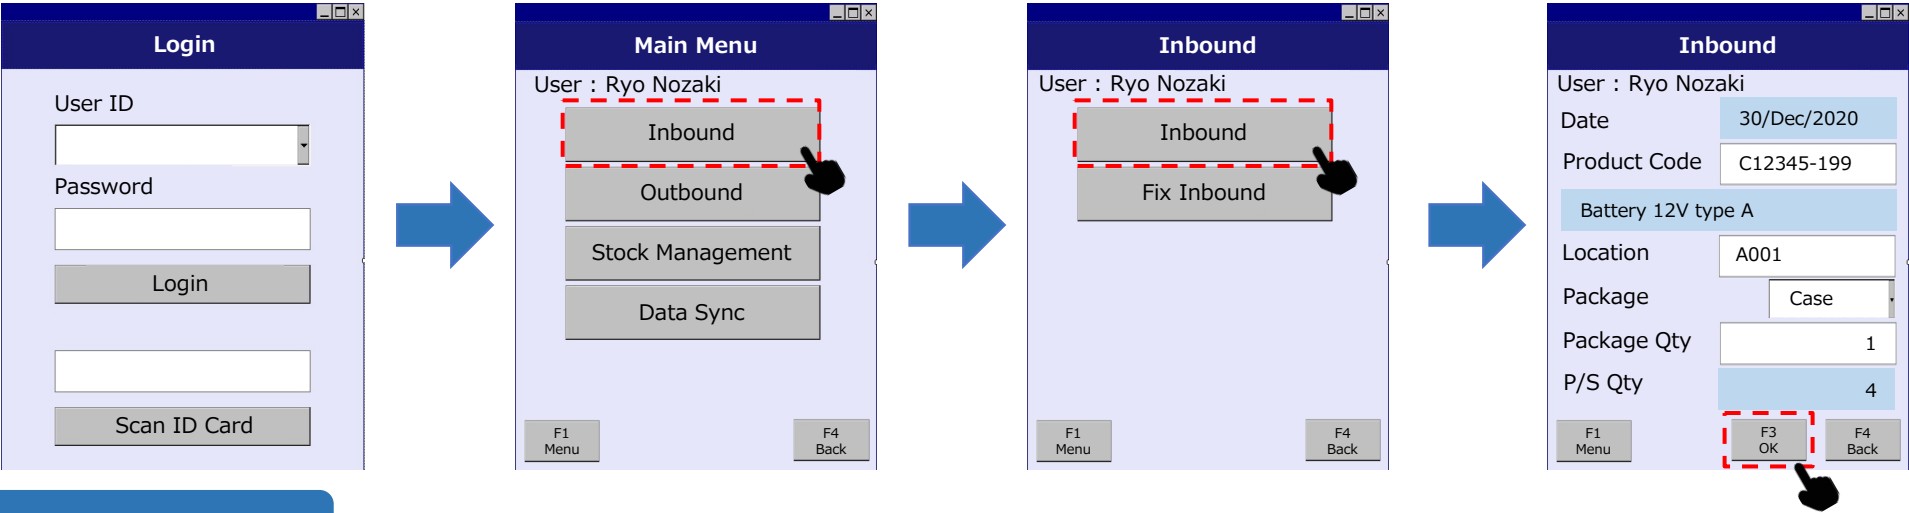 Login
User ID
Password
Login
Scan ID Card
Main Menu
User : Ryo Nozaki
Inbound
Outbound
Stock Management
Data Sync
F1
Menu
F4
Back
Inbound
User : Ryo Nozaki
Inbound
Fix Inbound
F1
Menu
F4
Back
Inbound
User : Ryo Nozaki
Date 30/Dec/2020
Product Code C12345-199
Battery 12V type A
Location A001
Package Case
Package Qty 1
P/S Qty 4
F1
Menu
F3
OK
F4
Back